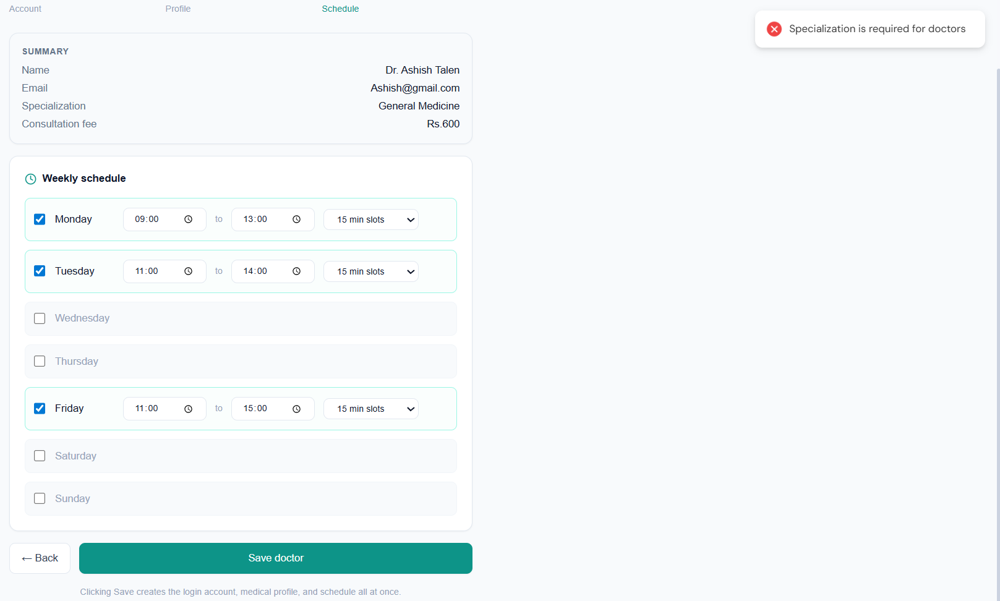 Account Profile Schedule
Specialization is required for doctors
SUMMARY
Name Dr. Ashish Talen
Email Ashish@gmail.com
Specialization General Medicine
Consultation fee Rs.600
Weekly schedule
Monday 09:00 to 13:00 15 min slots
Tuesday 11:00 to 14:00 15 min slots
Wednesday
Thursday
Friday 11:00 to 15:00 15 min slots
Saturday
Sunday
← Back Save doctor
Clicking Save creates the login account, medical profile, and schedule all at once.